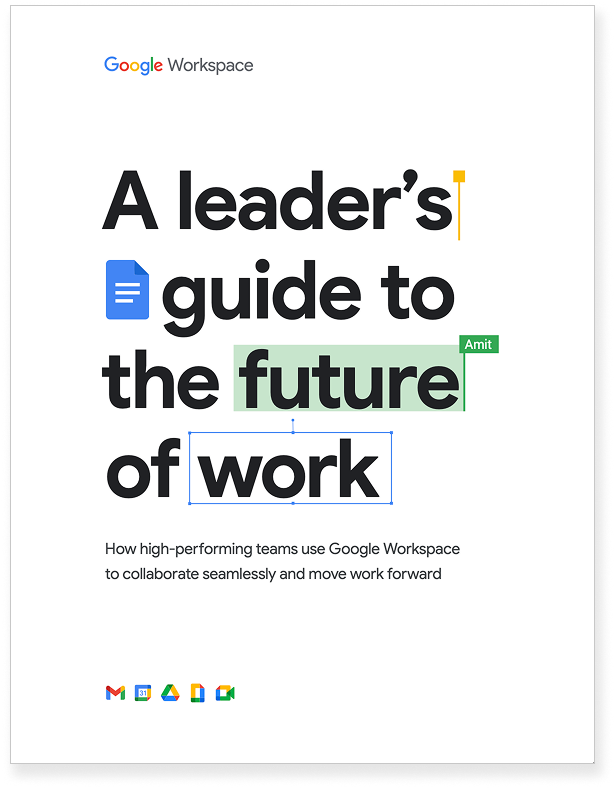 Google Workspace
A leader’s
guide to
Amit
the future
of work
How high-performing teams use Google Workspace
to collaborate seamlessly and move work forward
31